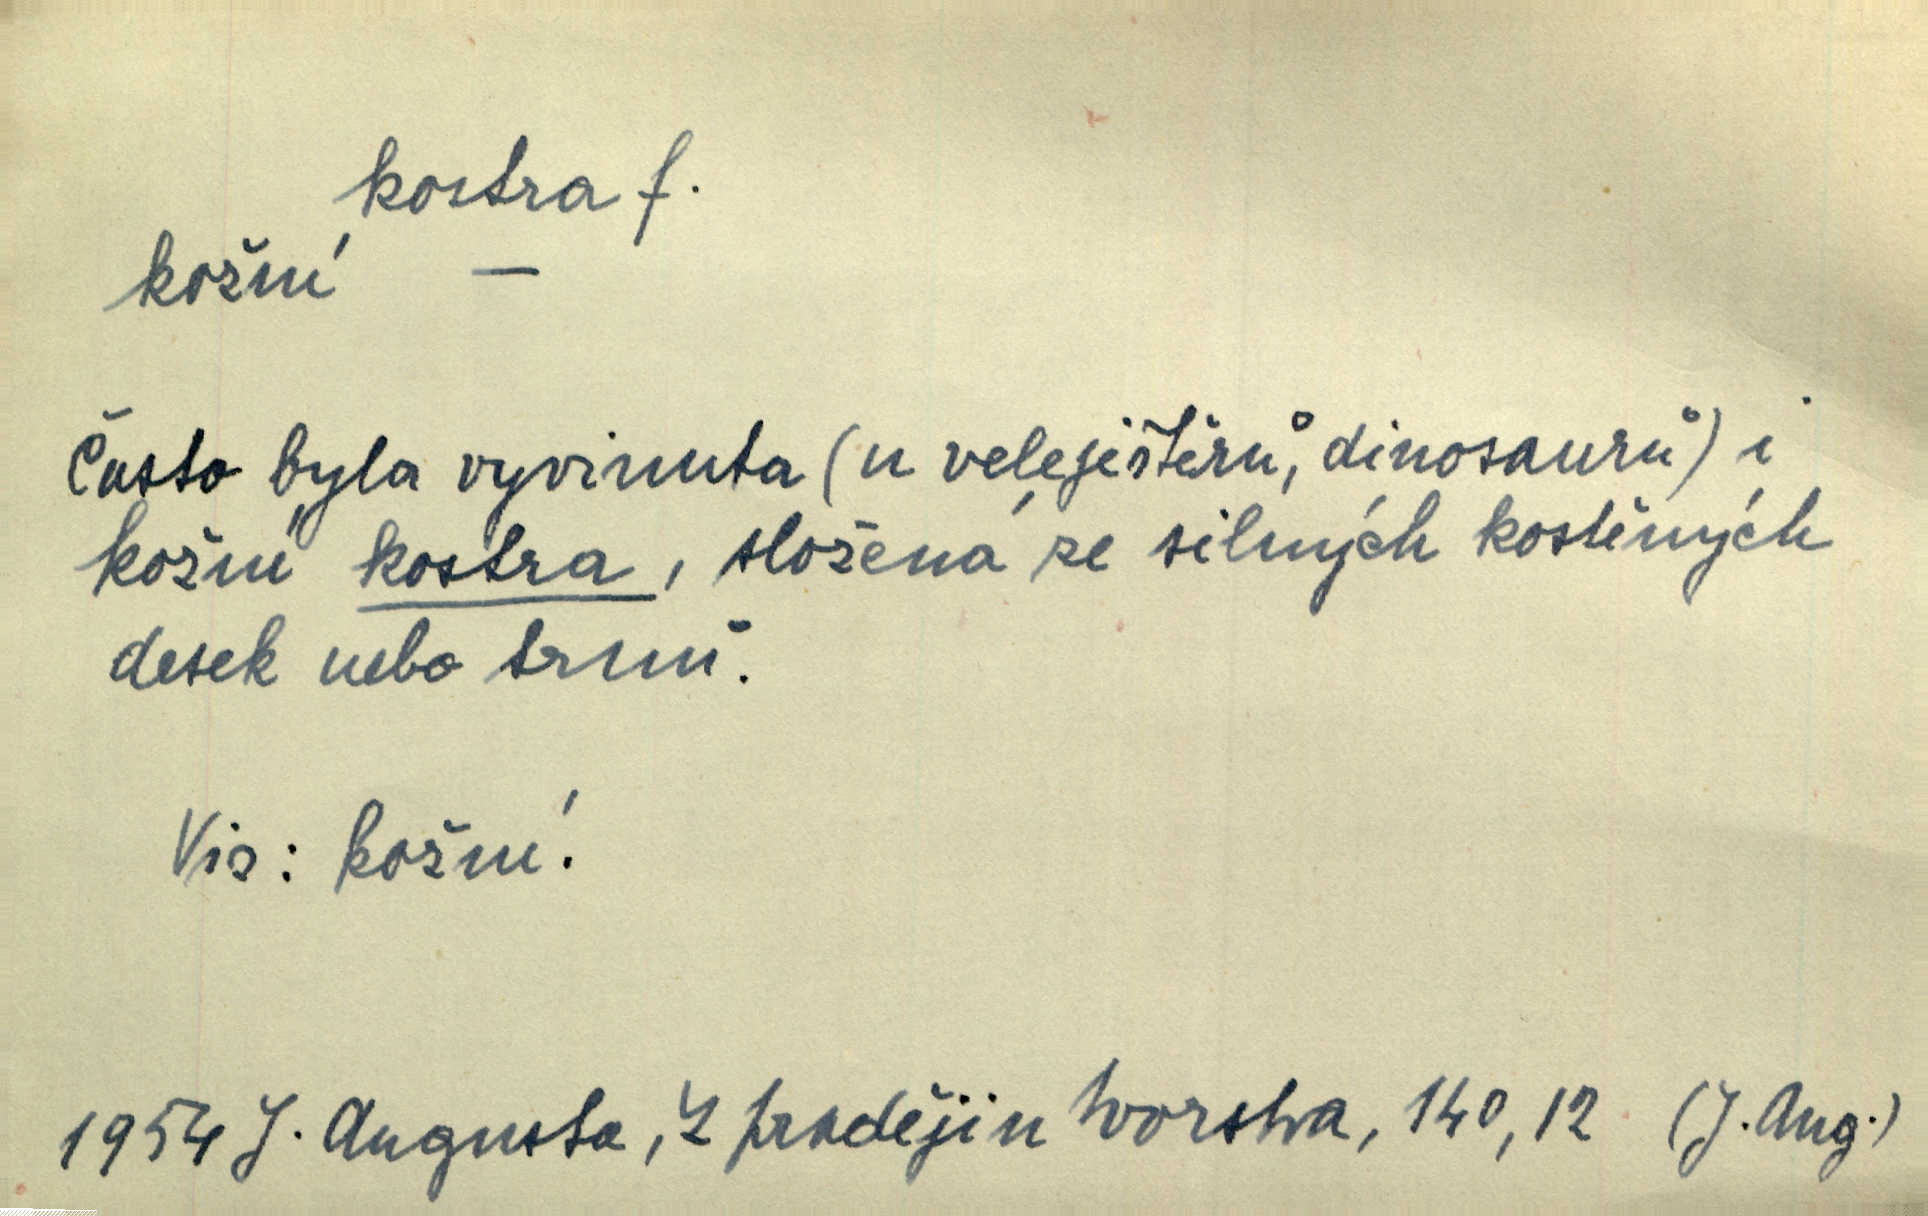 kostra f.
kožní —
Často byla vyvinuta (u veleještěrů, dinosaurů) i
kožní kostra, složená ze silných kostěných
desek nebo trnů.
Viz: kožní.
1954 J. Augusta, Z pradějin tvorstva, 140, 12 (J. Aug.)